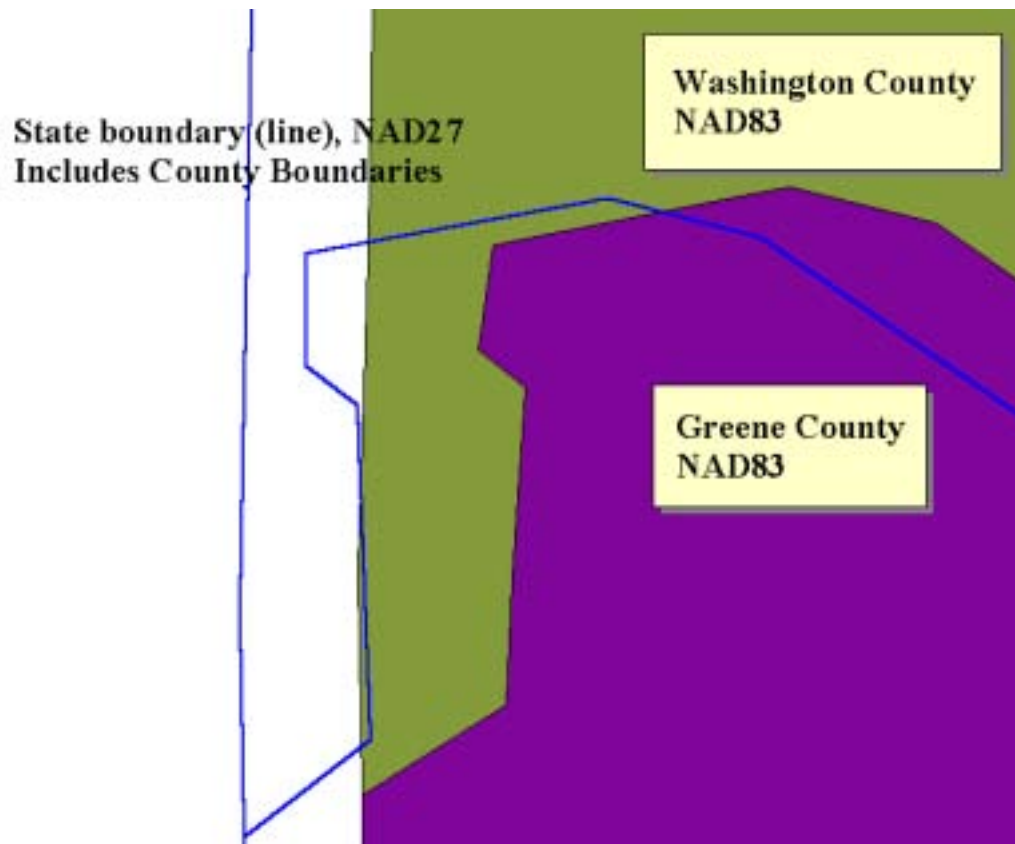 Washington County
NAD83
State boundary (line), NAD27
Includes County Boundaries
Greene County
NAD83